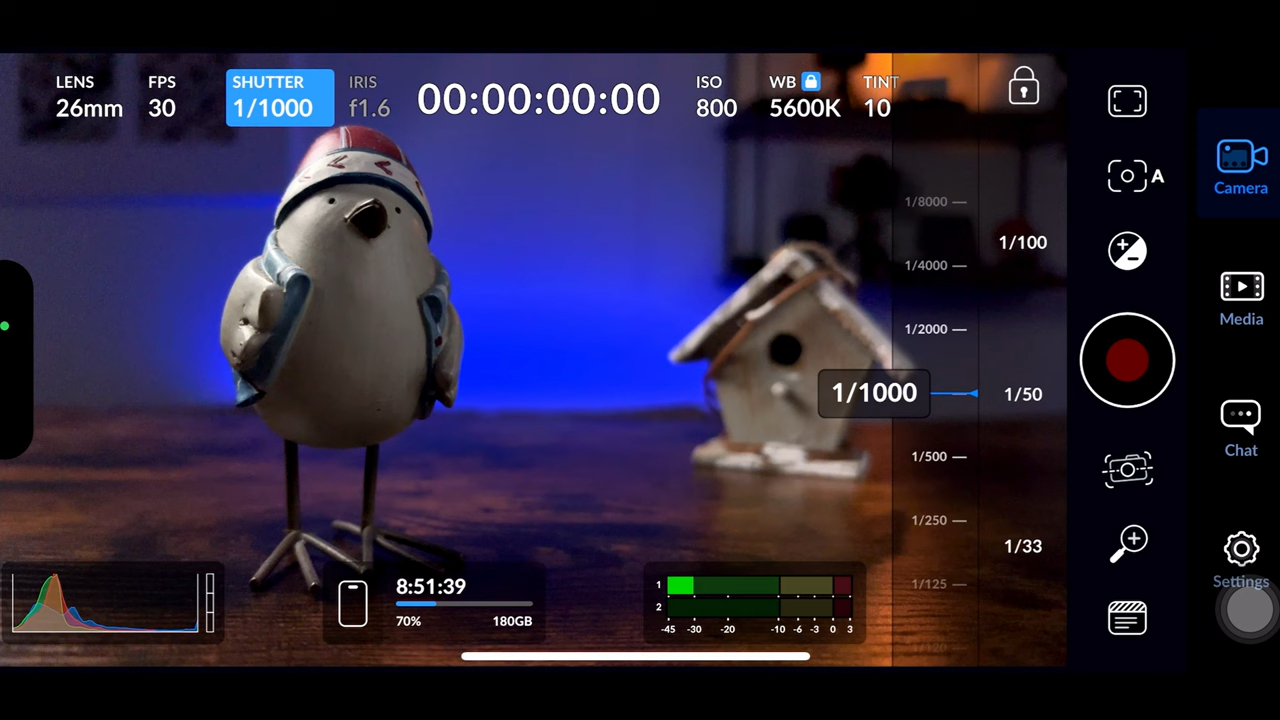 LENS FPS SHUTTER IRIS ISO WB TINT
26mm 30 1/1000 f1.6 00:00:00:00 800 5600K 10
A
Camera
1/8000
1/100
1/4000
Media
1/2000
1/1000
1/50
Chat
1/500
1/250
1/33
Settings
1/125
8:51:39
70% 180GB
1
2
-45 -30 -20 -10 -6 -3 0 3